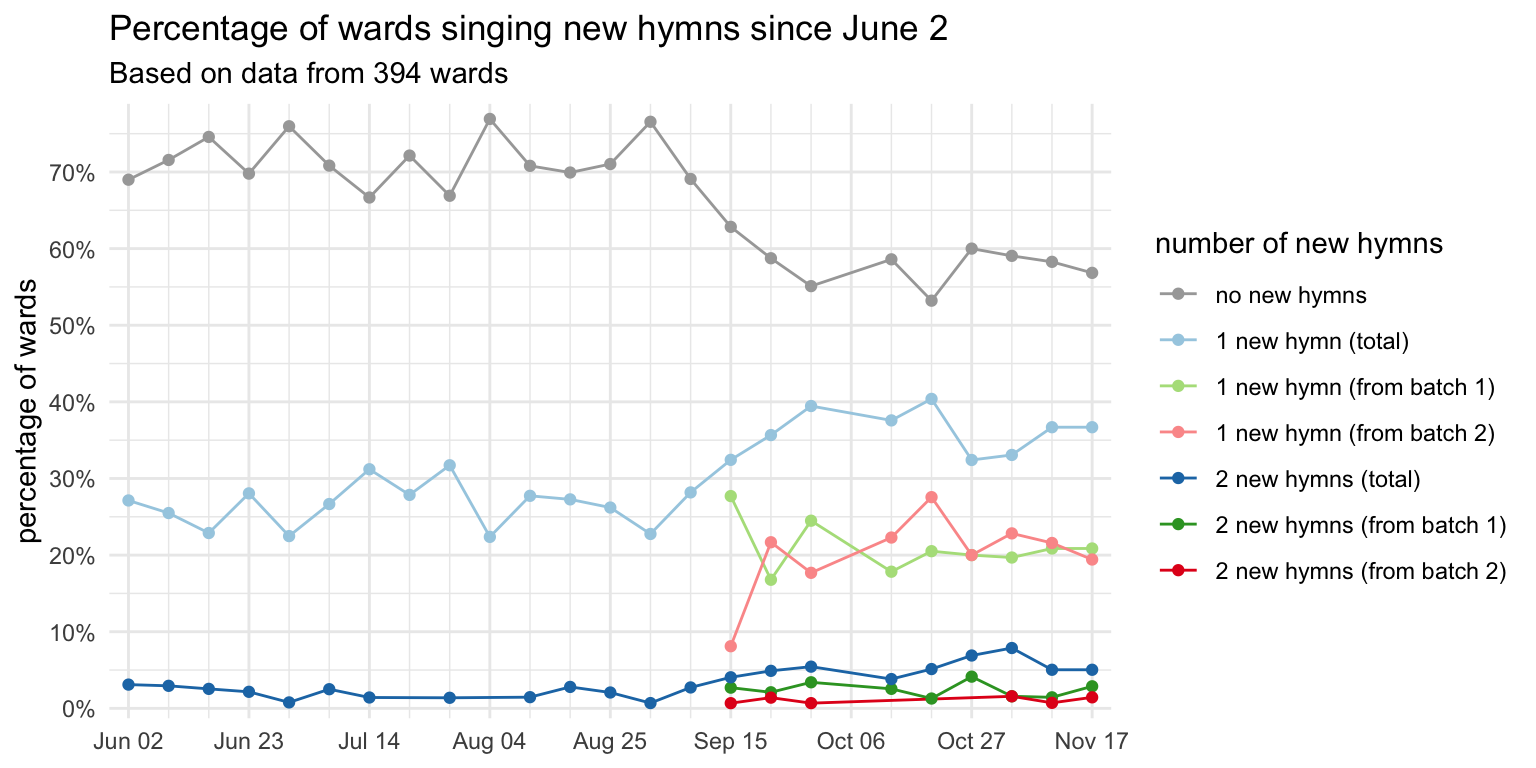 Percentage of wards singing new hymns since June 2
Based on data from 394 wards
percentage of wards
70%
60%
50%
40%
30%
20%
10%
0%
Jun 02
Jun 23
Jul 14
Aug 04
Aug 25
Sep 15
Oct 06
Oct 27
Nov 17
number of new hymns
no new hymns
1 new hymn (total)
1 new hymn (from batch 1)
1 new hymn (from batch 2)
2 new hymns (total)
2 new hymns (from batch 1)
2 new hymns (from batch 2)